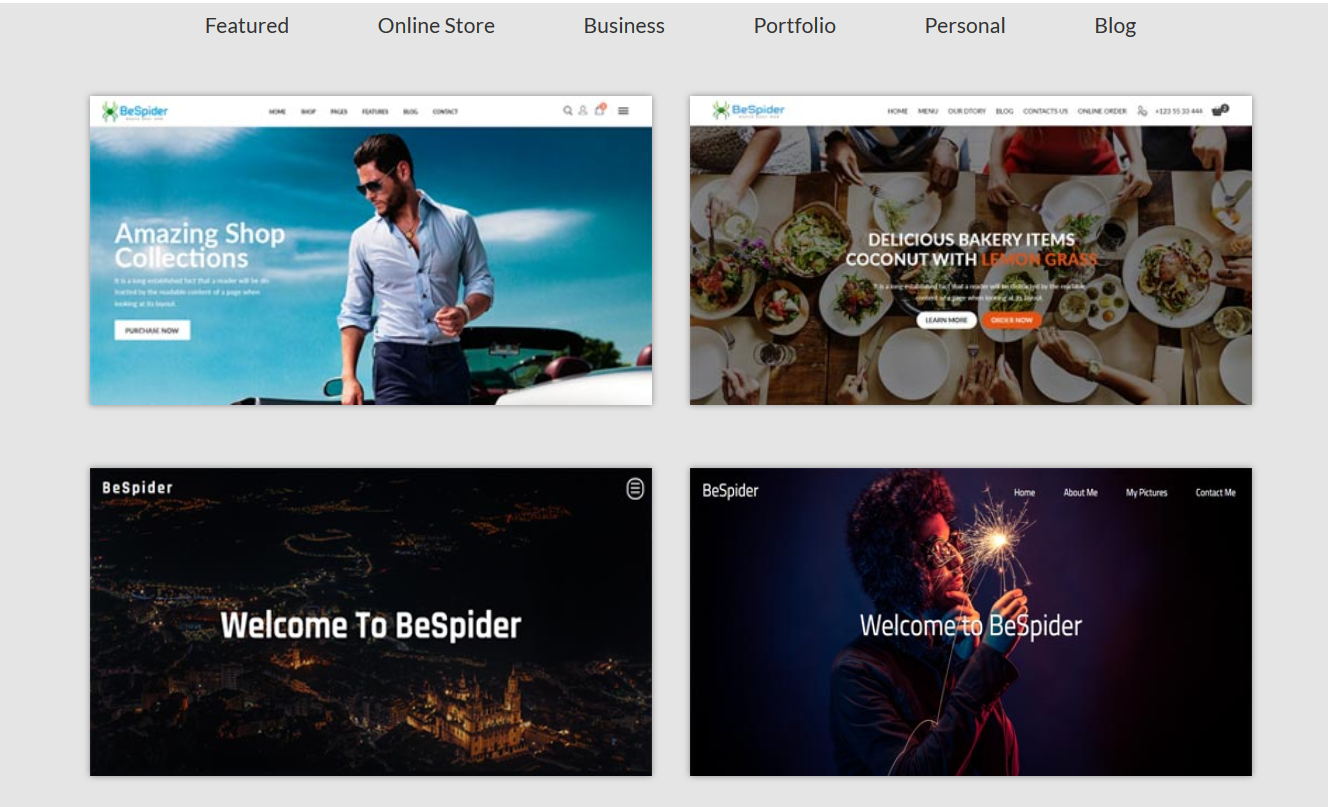 Featured Online Store Business Portfolio Personal Blog
BeSpider
HOME SHOP PAGES FEATURES BLOG CONTACT
2
Amazing Shop
Collections
It is a long established fact that a reader will be dis
tracted by the readable content of a page when
looking at its layout.
PURCHASE NOW
BeSpider
HOME MENU OUR DTORY BLOG CONTACTS US ONLINE ORDER +123 55 33 444
DELICIOUS BAKERY ITEMS
COCONUT WITH LEMON GRASS
It is a long established fact that a reader will be distracted by the readable
content of a page when looking at its layout.
LEARN MORE ORDER NOW
BeSpider
Welcome To BeSpider
BeSpider
Home About Me My Pictures Contact Me
Welcome to BeSpider